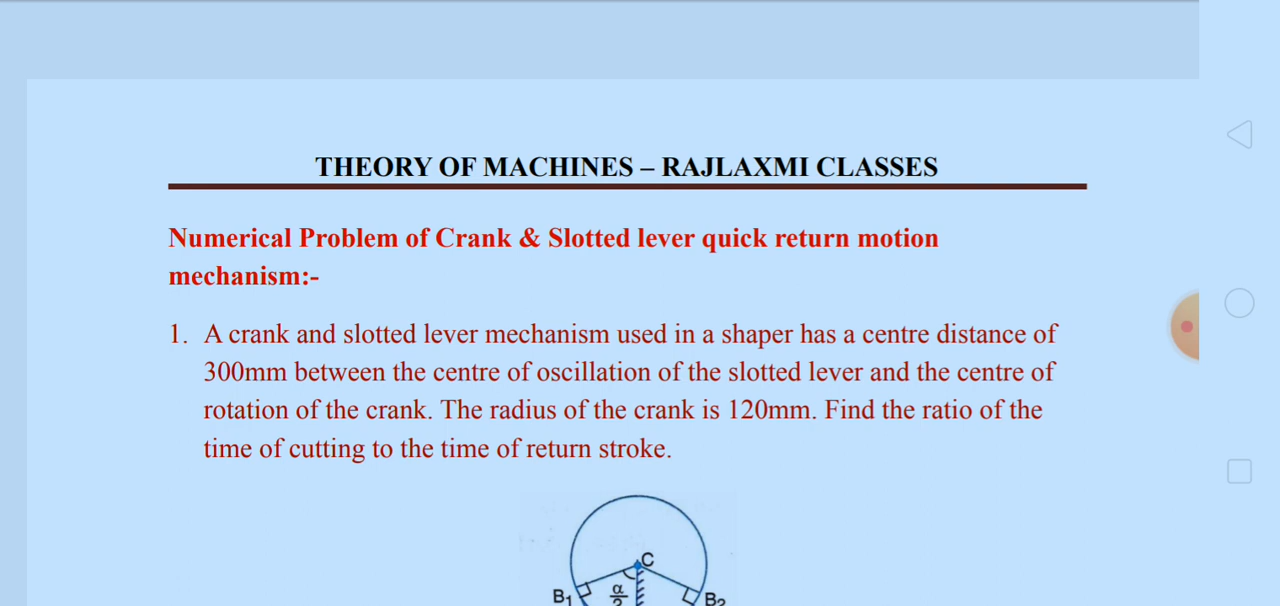 THEORY OF MACHINES – RAJLAXMI CLASSES
Numerical Problem of Crank & Slotted lever quick return motion
mechanism:-
1. A crank and slotted lever mechanism used in a shaper has a centre distance of
300mm between the centre of oscillation of the slotted lever and the centre of
rotation of the crank. The radius of the crank is 120mm. Find the ratio of the
time of cutting to the time of return stroke.
C
B₁ α/2 B₂